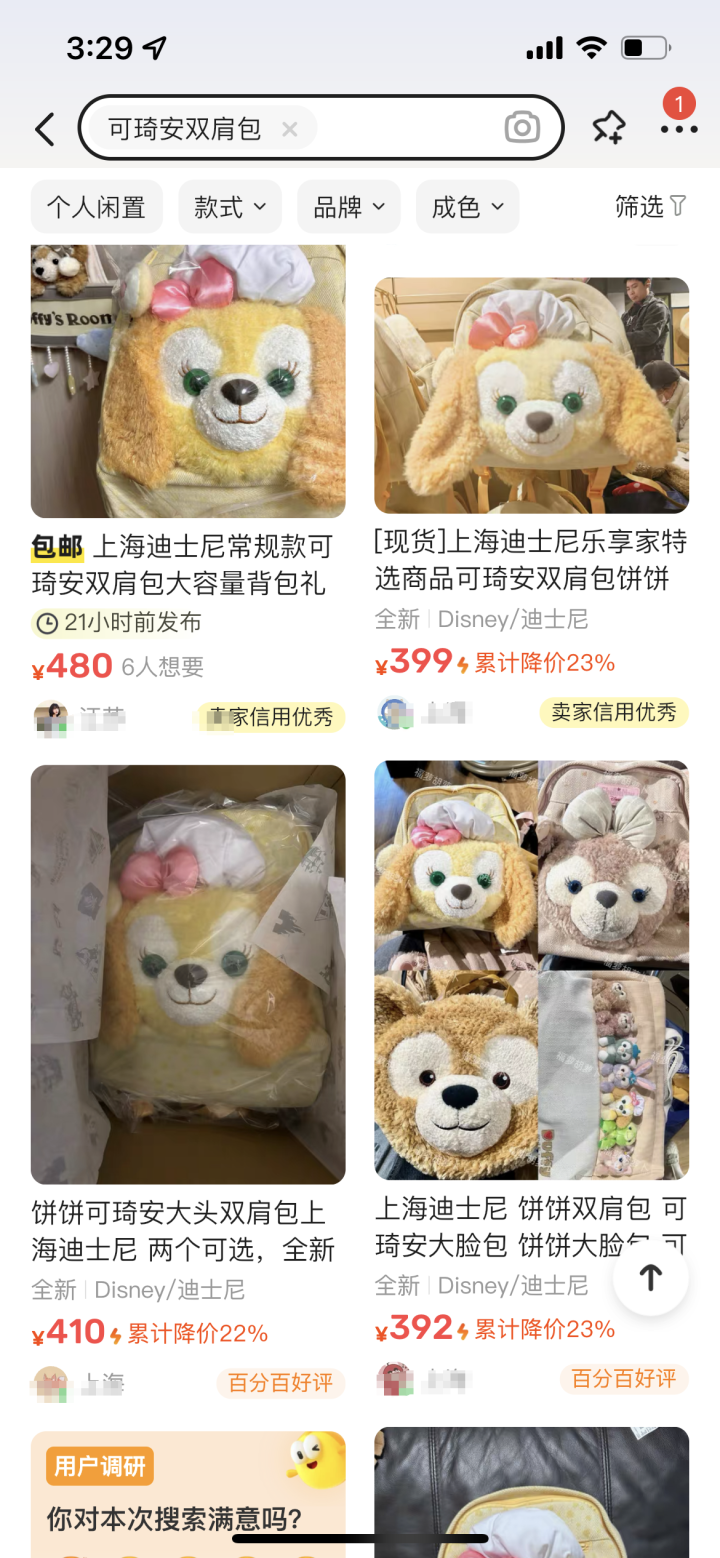 3:29
可琦安双肩包
1
个人闲置
款式
品牌
成色
筛选
ffy's Room
包邮 上海迪士尼常规款可
琦安双肩包大容量背包礼
21小时前发布
¥480 6人想要
家信用优秀
[现货]上海迪士尼乐享家特
选商品可琦安双肩包饼饼
全新 Disney/迪士尼
¥399 累计降价23%
卖家信用优秀
饼饼可琦安大头双肩包上
海迪士尼 两个可选，全新
全新 Disney/迪士尼
¥410 累计降价22%
上海
百分百好评
上海迪士尼 饼饼双肩包 可
琦安大脸包 饼饼大脸包 可
全新 Disney/迪士尼
¥392 累计降价23%
百分百好评
用户调研
你对本次搜索满意吗?